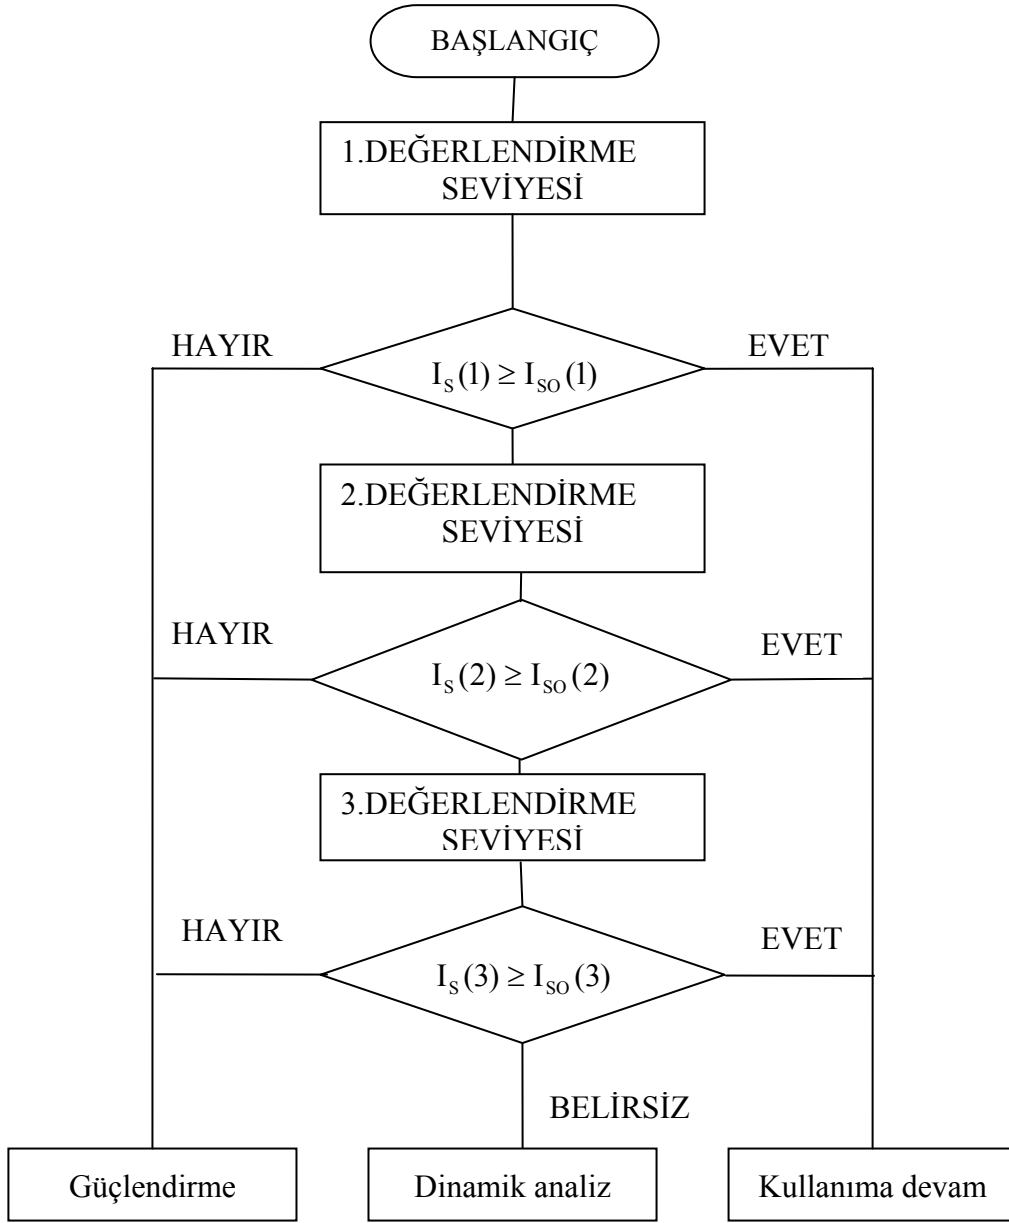 BAŞLANGIÇ
1.DEĞERLENDİRME
SEVİYESİ
HAYIR
EVET
I_S(1) ≥ I_SO(1)
2.DEĞERLENDİRME
SEVİYESİ
HAYIR
EVET
I_S(2) ≥ I_SO(2)
3.DEĞERLENDİRME
SEVİYESİ
HAYIR
EVET
I_S(3) ≥ I_SO(3)
BELİRSİZ
Güçlendirme
Dinamik analiz
Kullanıma devam